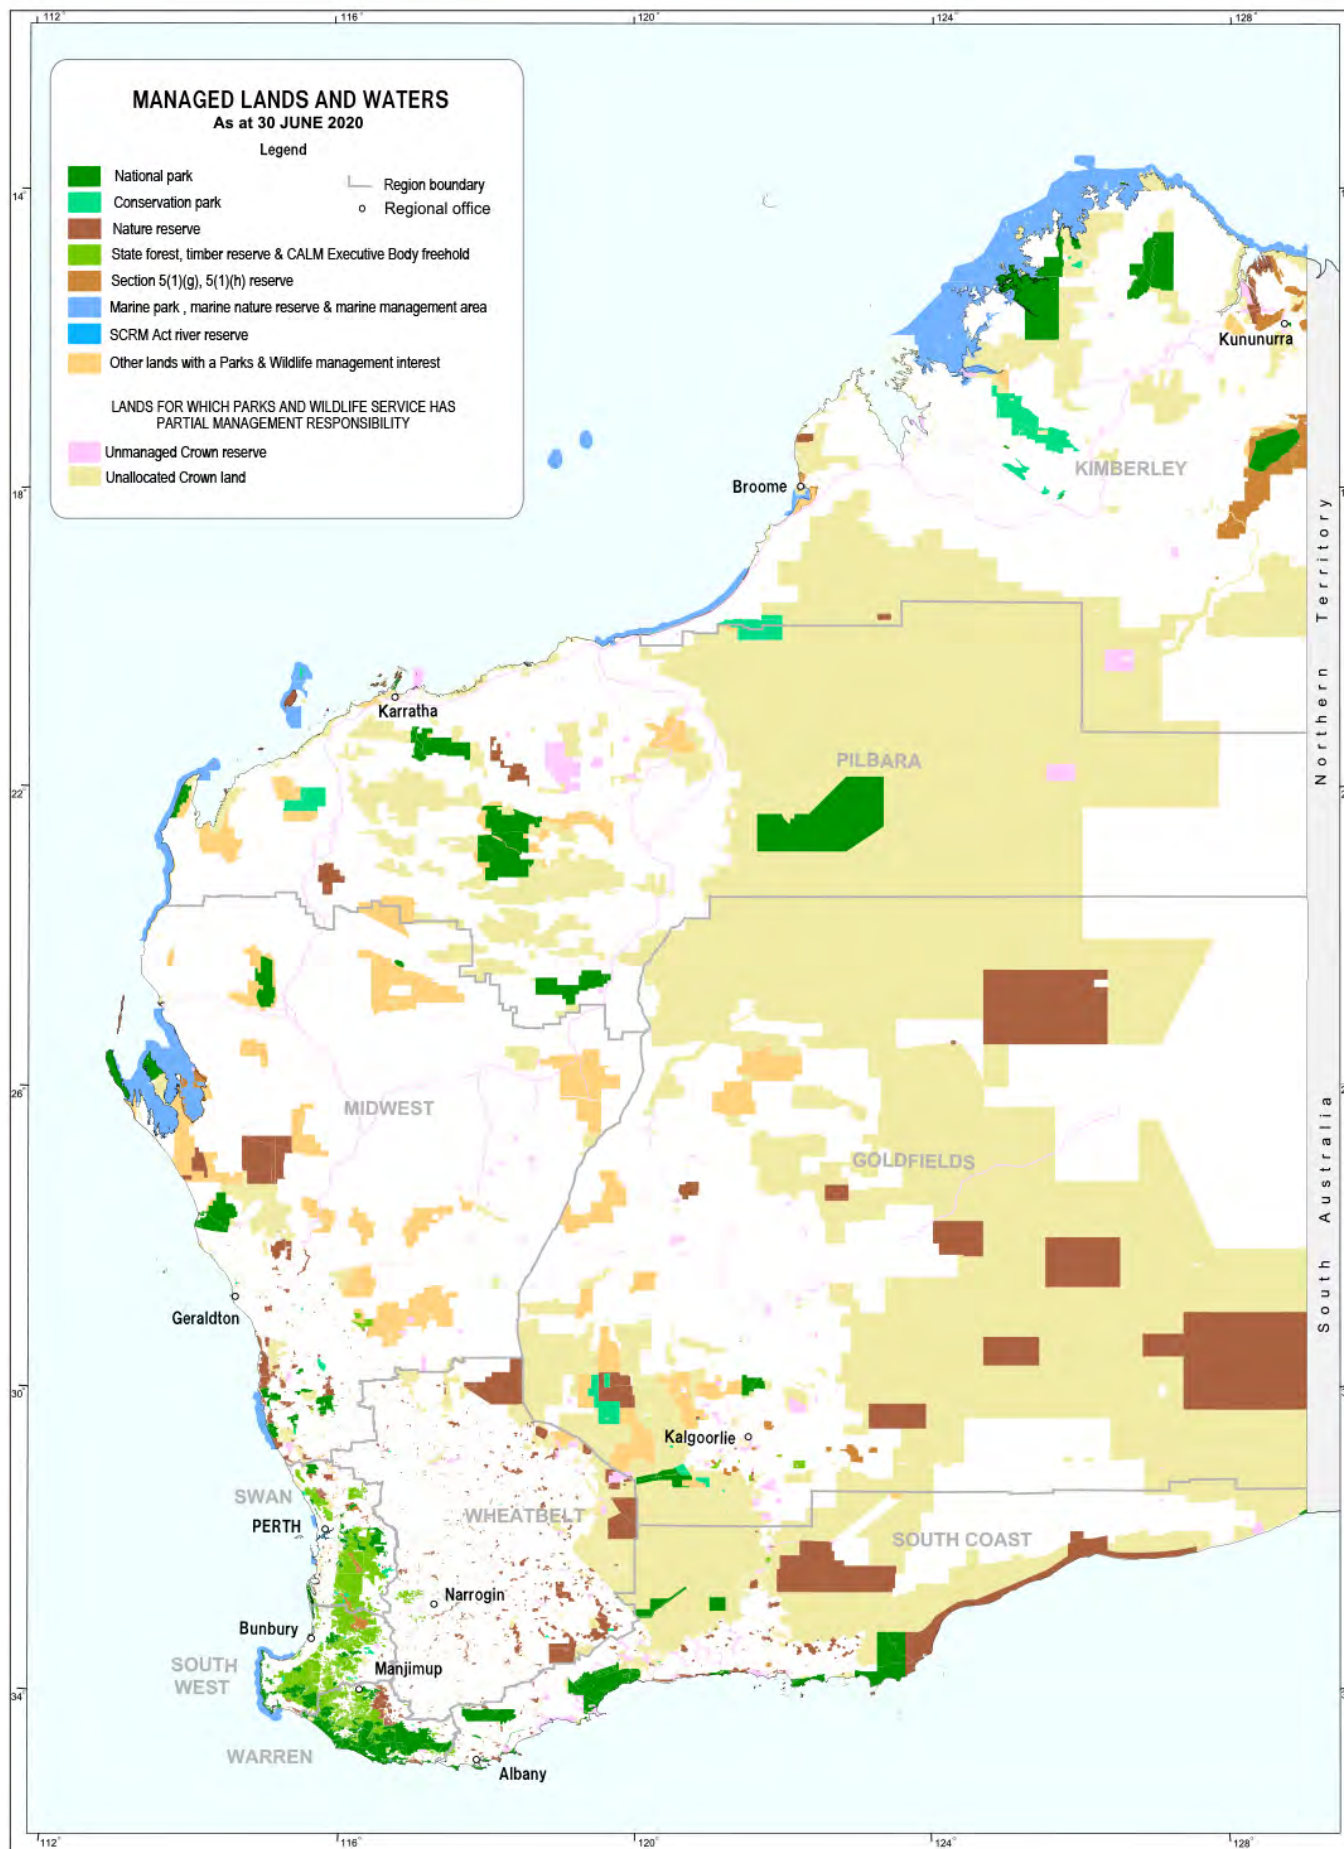 112°
116°
120°
124°
128°
MANAGED LANDS AND WATERS
As at 30 JUNE 2020
Legend
National park
Conservation park
Nature reserve
State forest, timber reserve & CALM Executive Body freehold
Section 5(1)(g), 5(1)(h) reserve
Marine park , marine nature reserve & marine management area
SCRM Act river reserve
Other lands with a Parks & Wildlife management interest
Region boundary
Regional office
LANDS FOR WHICH PARKS AND WILDLIFE SERVICE HAS
PARTIAL MANAGEMENT RESPONSIBILITY
Unmanaged Crown reserve
Unallocated Crown land
14°
Kununurra
KIMBERLEY
Broome
18°
Northern Territory
Karratha
PILBARA
22°
26°
MIDWEST
GOLDFIELDS
South Australia
Geraldton
30°
Kalgoorlie
SWAN
PERTH
WHEATBELT
SOUTH COAST
Narrogin
Bunbury
SOUTH
WEST
Manjimup
34°
WARREN
Albany
112°
116°
120°
124°
128°